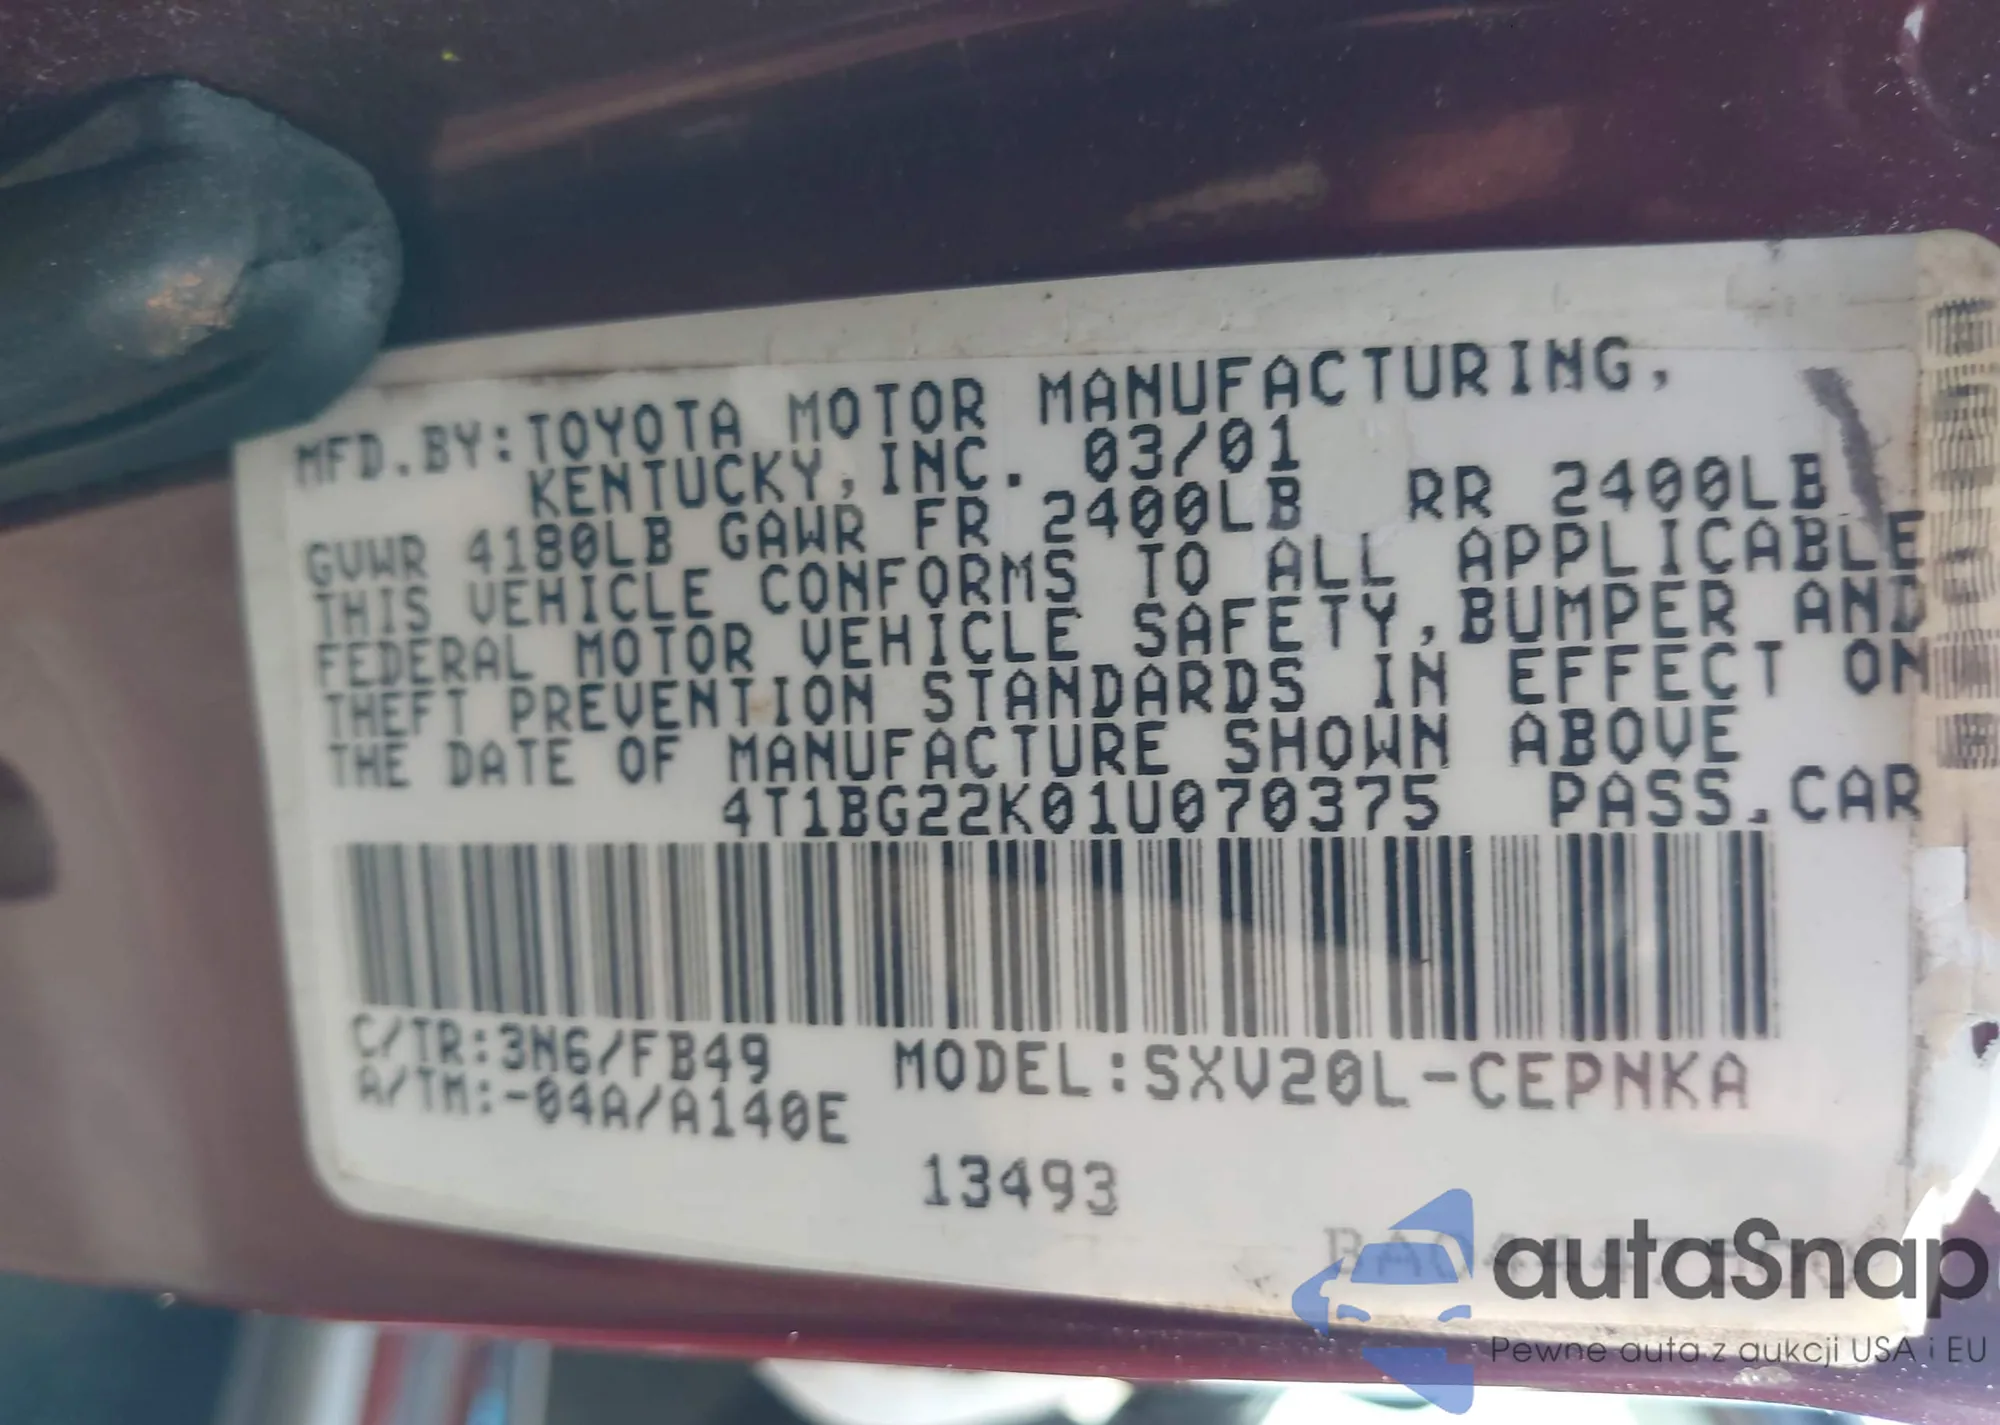 MFD.BY:TOYOTA MOTOR MANUFACTURING,
KENTUCKY,INC. 03/01
GVWR 4180LB GAWR FR 2400LB RR 2400LB
THIS VEHICLE CONFORMS TO ALL APPLICABLE
FEDERAL MOTOR VEHICLE SAFETY,BUMPER AND
THEFT PREVENTION STANDARDS IN EFFECT ON
THE DATE OF MANUFACTURE SHOWN ABOVE
4T1BG22K01U070375 PASS.CAR
C/TR:3N6/FB49 MODEL:SXV20L-CEPNKA
A/TM:-04A/A140E
13493
autaSnap
Pewne auta z aukcji USA i EU